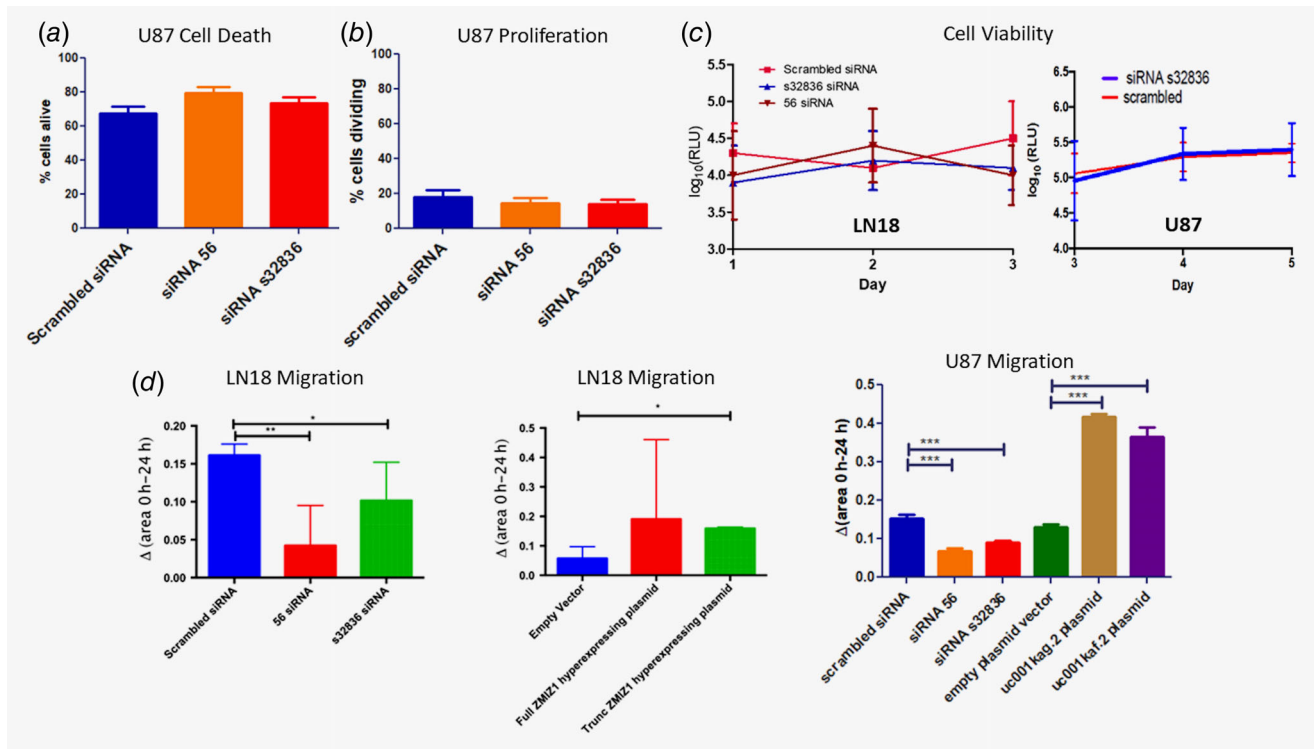 (a)
U87 Cell Death
% cells alive
100
80
60
40
20
0
Scrambled siRNA
siRNA 56
siRNA s32836
(b)
U87 Proliferation
% cells dividing
100
80
60
40
20
0
scrambled siRNA
siRNA 56
siRNA s32836
(c)
Cell Viability
log10(RLU)
5.5
5.0
4.5
4.0
3.5
3.0
Scrambled siRNA
s32836 siRNA
56 siRNA
LN18
1
2
3
Day
log10 (RLU)
6.5
6.0
5.5
5.0
4.5
4.0
siRNA s32836
scrambled
U87
3
4
5
Day
(d)
LN18 Migration
Δ (area 0 h–24 h)
0.20
0.15
0.10
0.05
0.00
*
**
Scrambled siRNA
56 siRNA
s32836 siRNA
LN18 Migration
Δ (area 0 h–24 h)
0.5
0.4
0.3
0.2
0.1
0.0
*
Empty Vector
Full ZMIZ1 hyperexpressing plasmid
Trunc ZMIZ1 hyperexpressing plasmid
U87 Migration
Δ(area 0 h–24 h)
0.5
0.4
0.3
0.2
0.1
0.0
***
***
***
***
scrambled siRNA
siRNA 56
siRNA s32836
empty plasmid vector
uc001kag.2 plasmid
uc001kaf.2 plasmid